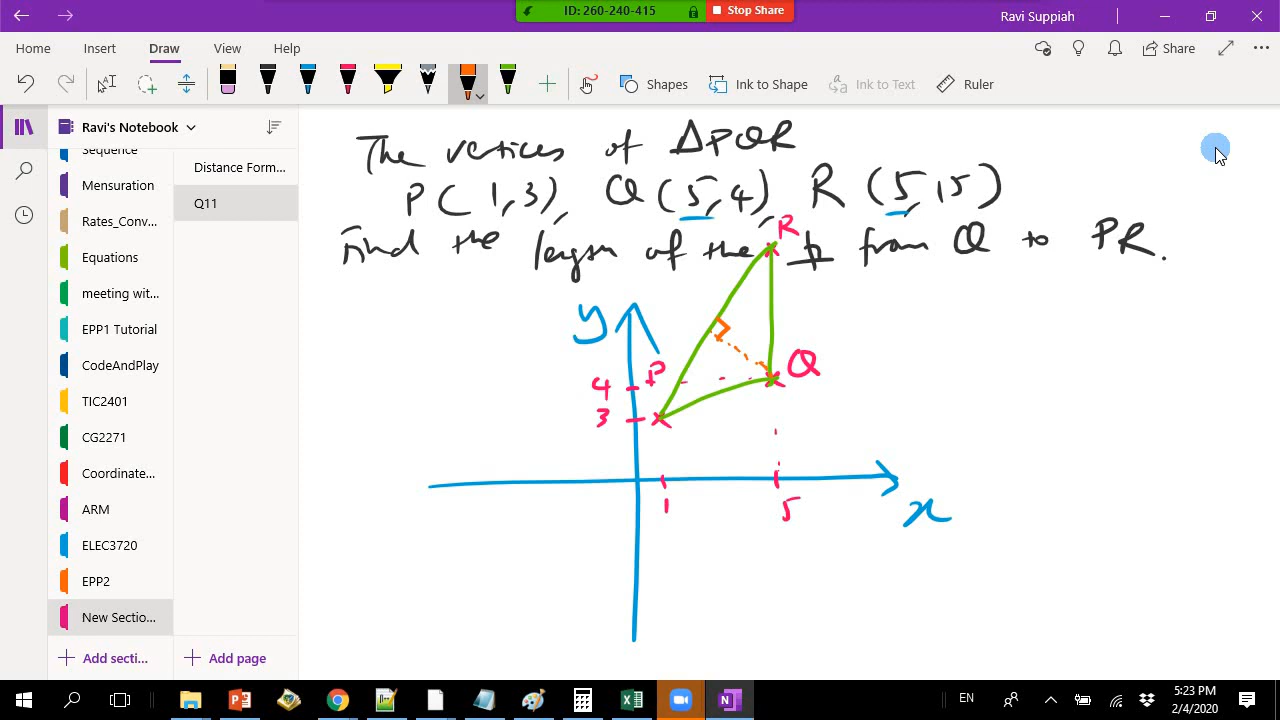 ID: 260-240-415
Stop Share
Ravi Suppiah
Home Insert Draw View Help
Share
Shapes
Ink to Shape
Ink to Text
Ruler
Ravi's Notebook
Sequence
Mensuration
Rates_Conv...
Equations
meeting wit...
EPP1 Tutorial
CodeAndPlay
TIC2401
CG2271
Coordinate...
ARM
ELEC3720
EPP2
New Sectio...
Add secti...
Distance Form...
Q11
Add page
The vertices of ΔPQR
P(1,3), Q(5,4), R(5,15)
Find the length of the from Q to PR.
R
y
P
Q
4
3
1
5
x
EN
5:23 PM
2/4/2020